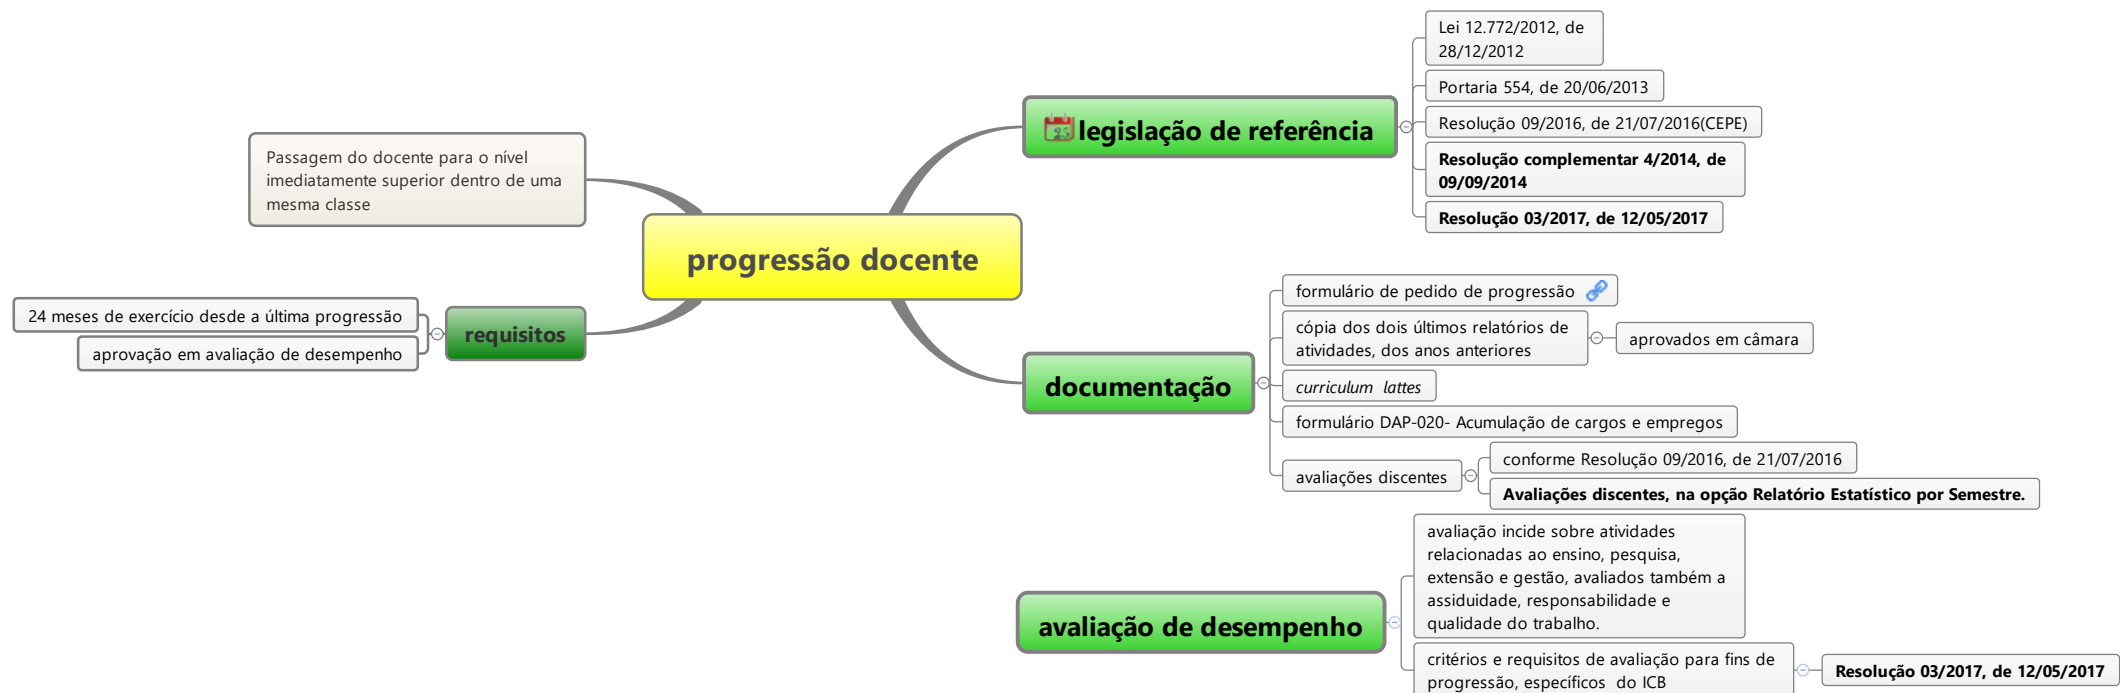 progressão docente
Passagem do docente para o nível
imediatamente superior dentro de uma
mesma classe
requisitos
24 meses de exercício desde a última progressão
aprovação em avaliação de desempenho
legislação de referência
Lei 12.772/2012, de
28/12/2012
Portaria 554, de 20/06/2013
Resolução 09/2016, de 21/07/2016(CEPE)
Resolução complementar 4/2014, de
09/09/2014
Resolução 03/2017, de 12/05/2017
documentação
formulário de pedido de progressão
cópia dos dois últimos relatórios de
atividades, dos anos anteriores
aprovados em câmara
curriculum lattes
formulário DAP-020- Acumulação de cargos e empregos
avaliações discentes
conforme Resolução 09/2016, de 21/07/2016
Avaliações discentes, na opção Relatório Estatístico por Semestre.
avaliação de desempenho
avaliação incide sobre atividades
relacionadas ao ensino, pesquisa,
extensão e gestão, avaliados também a
assiduidade, responsabilidade e
qualidade do trabalho.
critérios e requisitos de avaliação para fins de
progressão, específicos do ICB
Resolução 03/2017, de 12/05/2017